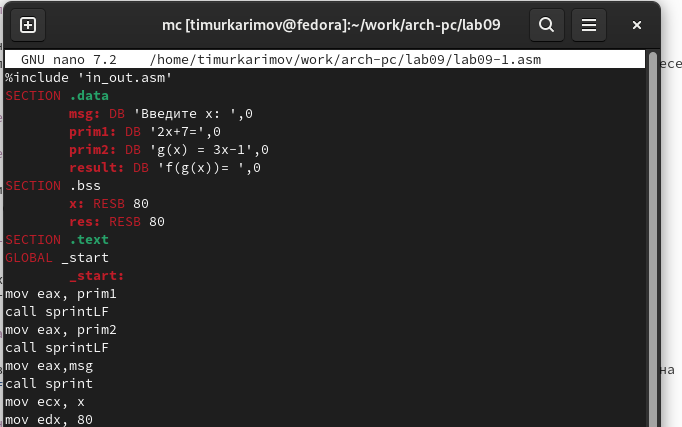 mc [timurkarimov@fedora]:~/work/arch-pc/lab09
GNU nano 7.2 /home/timurkarimov/work/arch-pc/lab09/lab09-1.asm
%include 'in_out.asm'
SECTION .data
msg: DB 'Введите x: ',0
prim1: DB '2x+7=',0
prim2: DB 'g(x) = 3x-1',0
result: DB 'f(g(x))= ',0
SECTION .bss
x: RESB 80
res: RESB 80
SECTION .text
GLOBAL _start
_start:
mov eax, prim1
call sprintLF
mov eax, prim2
call sprintLF
mov eax,msg
call sprint
mov ecx, x
mov edx, 80